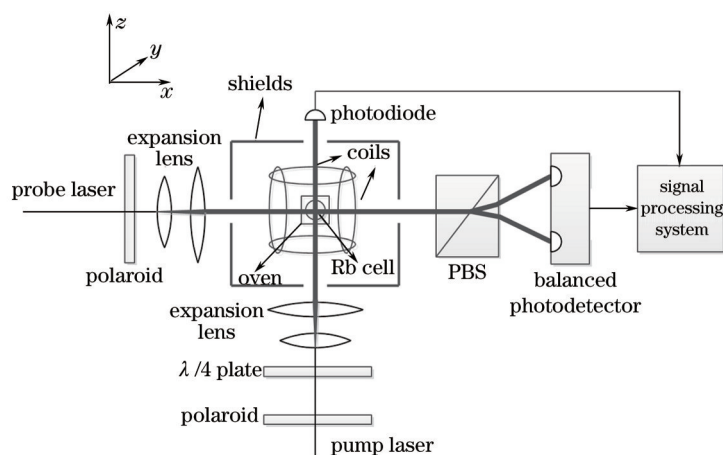 z
y
x
shields
photodiode
expansion
lens
coils
probe laser
signal
processing
system
polaroid
oven
Rb cell
PBS
balanced
photodetector
expansion
lens
λ /4 plate
polaroid
pump laser